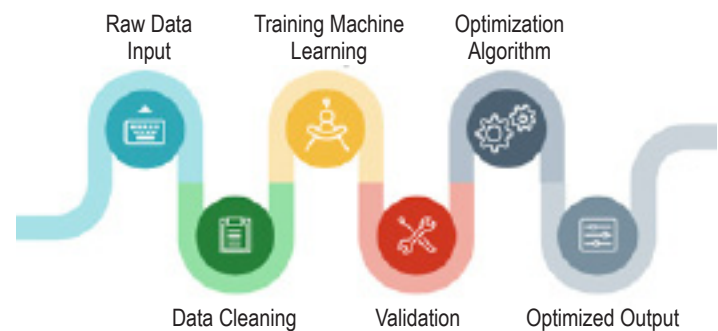 Raw Data
Input
Training Machine
Learning
Optimization
Algorithm
Data Cleaning
Validation
Optimized Output